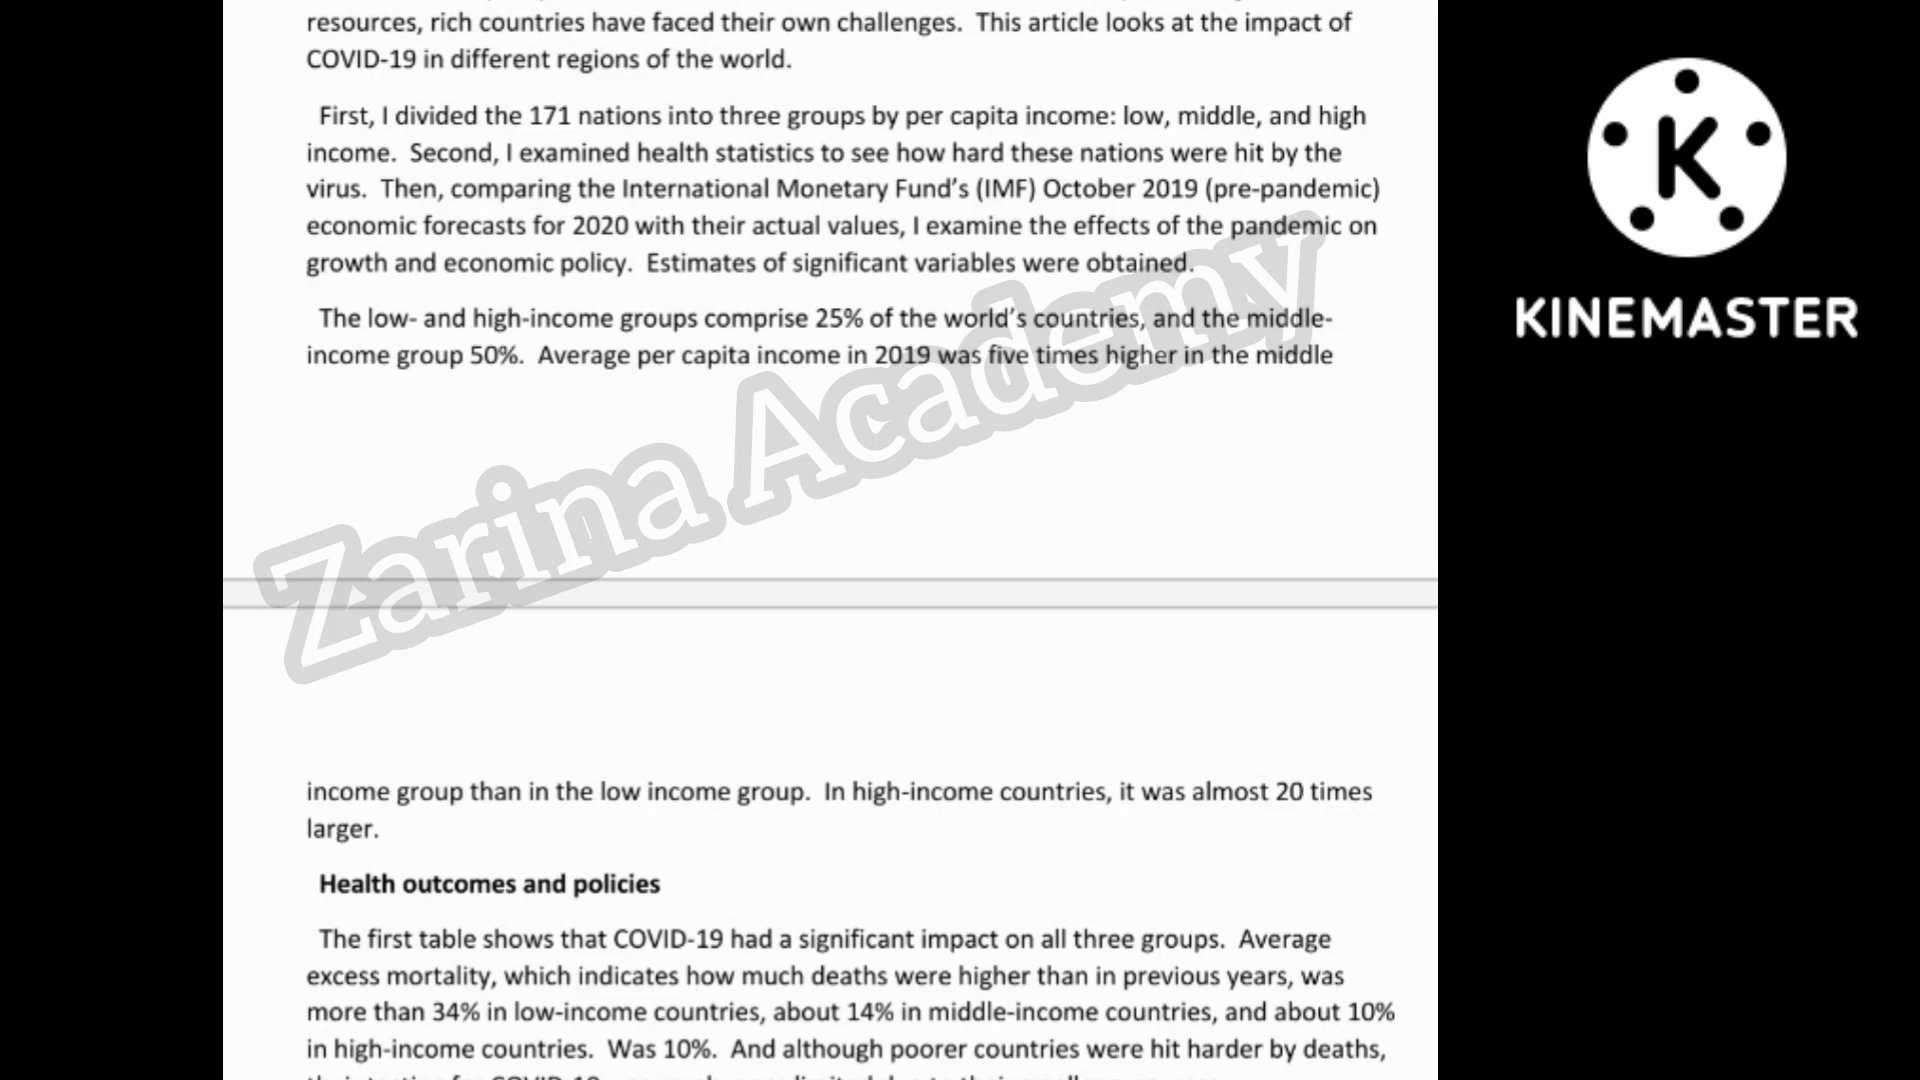 resources, rich countries have faced their own challenges.  This article looks at the impact of
COVID-19 in different regions of the world.
First, I divided the 171 nations into three groups by per capita income: low, middle, and high
income.  Second, I examined health statistics to see how hard these nations were hit by the
virus.  Then, comparing the International Monetary Fund's (IMF) October 2019 (pre-pandemic)
economic forecasts for 2020 with their actual values, I examine the effects of the pandemic on
growth and economic policy.  Estimates of significant variables were obtained.
The low- and high-income groups comprise 25% of the world's countries, and the middle-
income group 50%.  Average per capita income in 2019 was five times higher in the middle
Zarina Academy
income group than in the low income group.  In high-income countries, it was almost 20 times
larger.
Health outcomes and policies
The first table shows that COVID-19 had a significant impact on all three groups.  Average
excess mortality, which indicates how much deaths were higher than in previous years, was
more than 34% in low-income countries, about 14% in middle-income countries, and about 10%
in high-income countries.  Was 10%.  And although poorer countries were hit harder by deaths,
K
KINEMASTER